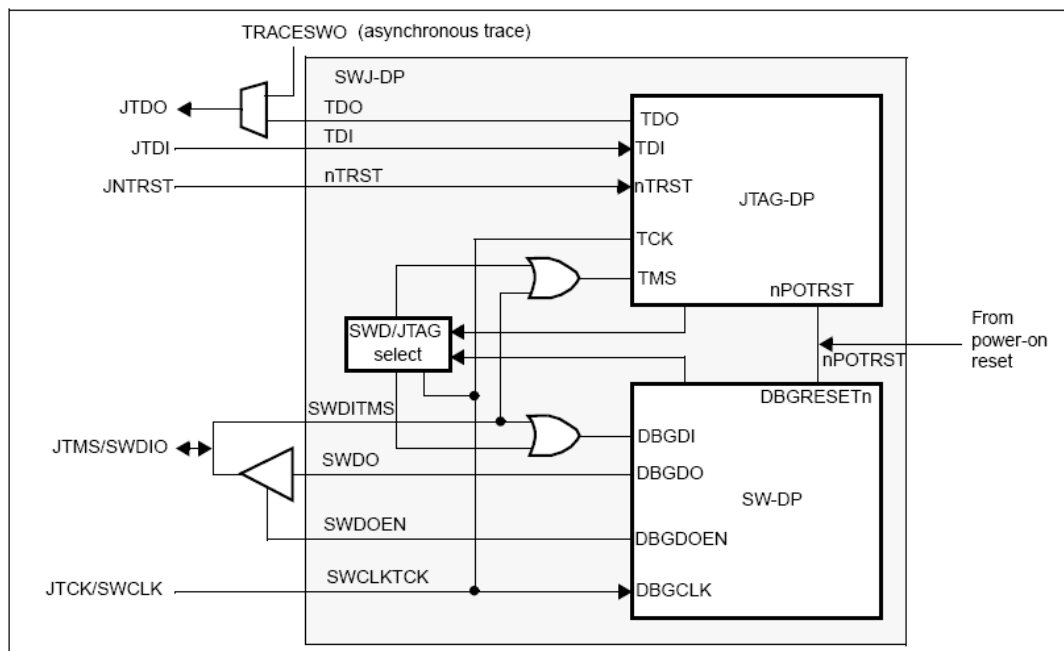 TRACESWO (asynchronous trace)
SWJ-DP
JTDO
TDO
TDO
JTDI
TDI
TDI
JNTRST
nTRST
nTRST
JTAG-DP
TCK
TMS
nPOTRST
SWD/JTAG
select
From
power-on
reset
nPOTRST
DBGRESETn
SWDITMS
JTMS/SWDIO
DBGDI
SWDO
DBGDO
SW-DP
SWDOEN
DBGDOEN
JTCK/SWCLK
SWCLKTCK
DBGCLK